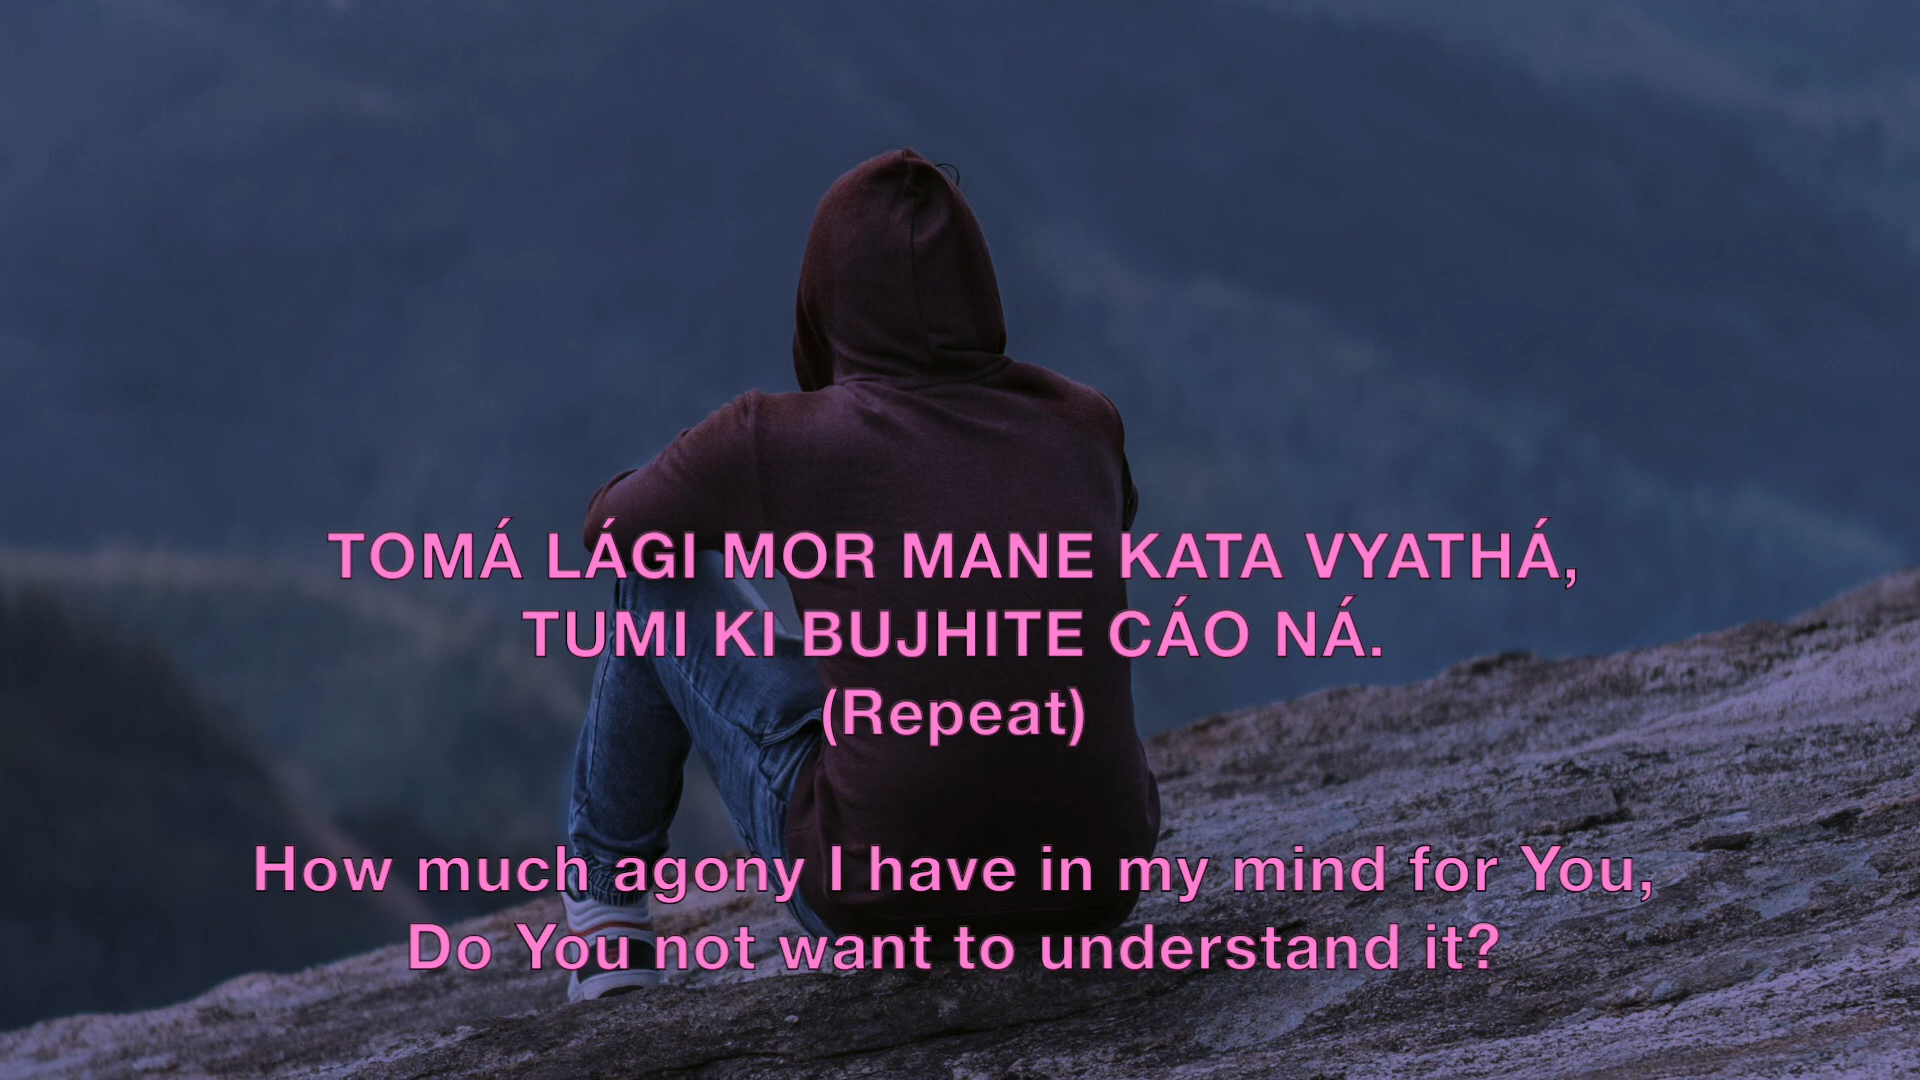 TOMÁ LÁGI MOR MANE KATA VYATHÁ,
TUMI KI BUJHITE CÁO NÁ.
(Repeat)
How much agony I have in my mind for You,
Do You not want to understand it?